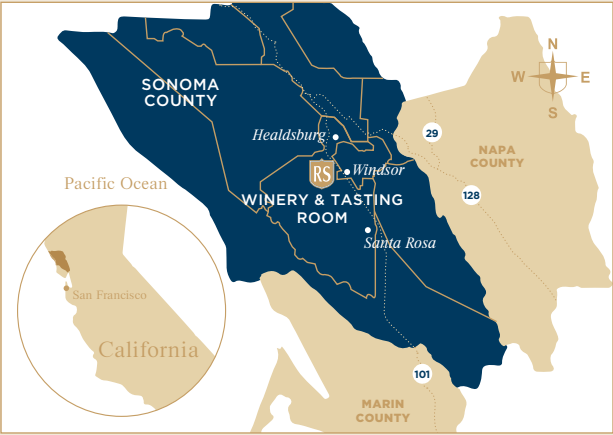 N
W E
S
SONOMA
COUNTY
29
Healdsburg
NAPA
COUNTY
RS
Windsor
Pacific Ocean
128
WINERY & TASTING
ROOM
Santa Rosa
San Francisco
California
101
MARIN
COUNTY